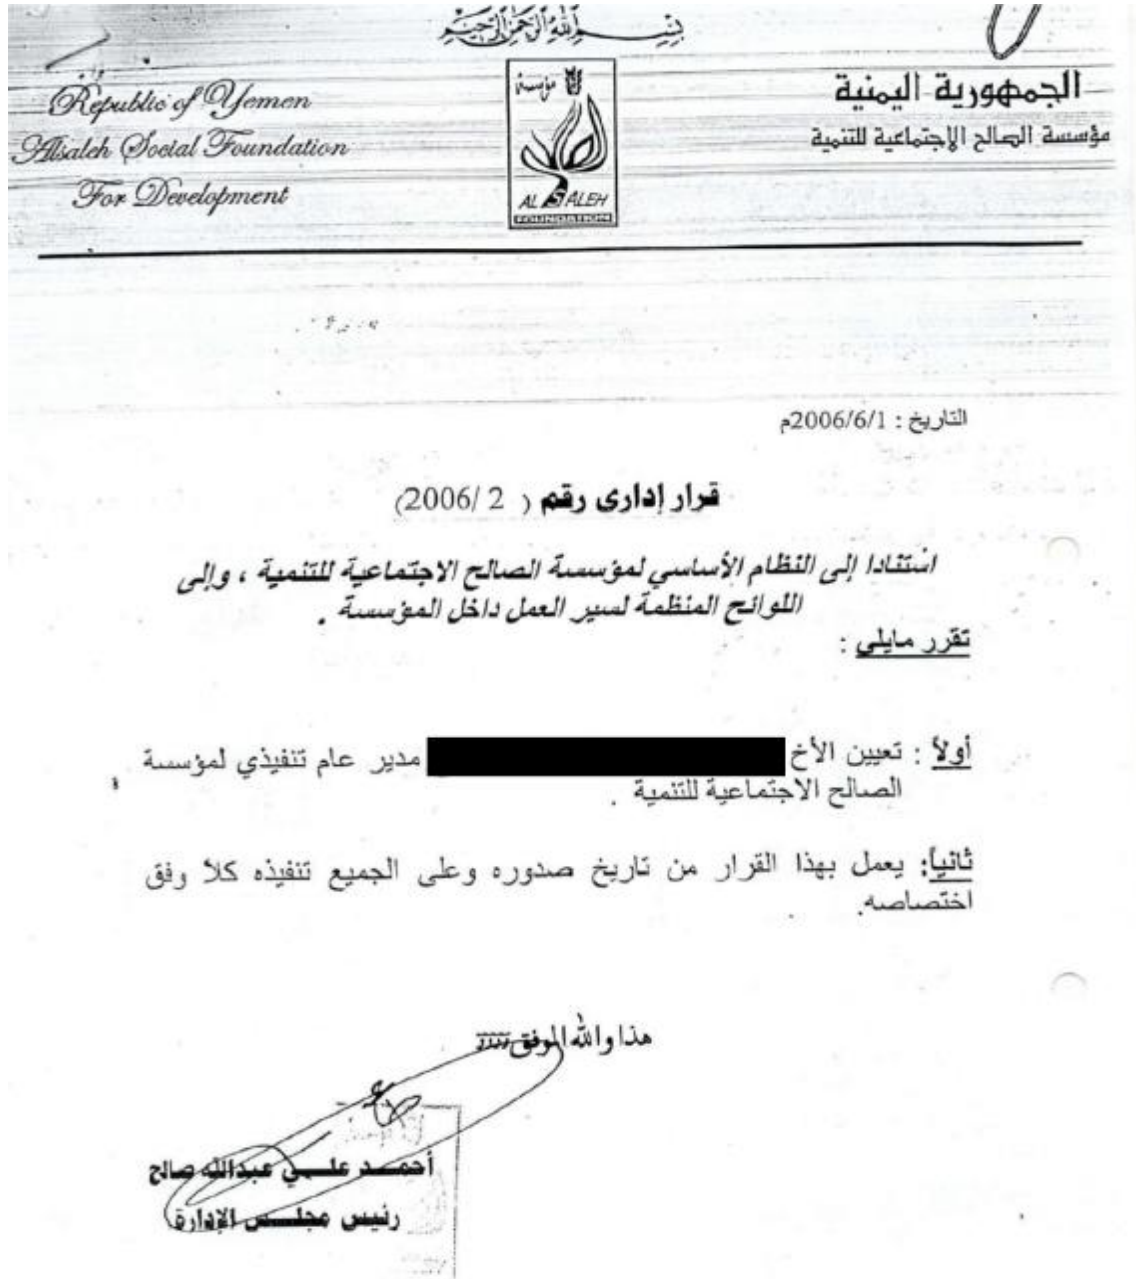 بسم الله الرحمن الرحيم
Republic of Yemen
Alsaleh Social Foundation
For Development
مؤسسة
AL SALEH
FOUNDATION
الجمهورية اليمنية
مؤسسة الصالح الإجتماعية للتنمية
التاريخ : 2006/6/1م
قرار إدارى رقم ( 2 /2006)
استنادا إلى النظام الأساسي لمؤسسة الصالح الاجتماعية للتنمية ، وإلى
اللوائح المنظمة لسير العمل داخل المؤسسة .
تقرر مايلي :
أولاً : تعيين الأخ مدير عام تنفيذي لمؤسسة
الصالح الاجتماعية للتنمية .
ثانياً: يعمل بهذا القرار من تاريخ صدوره وعلى الجميع تنفيذه كلاً وفق
اختصاصه.
هذا والله الموفق
أحمد علي عبدالله صالح
رئيس مجلس الإدارة